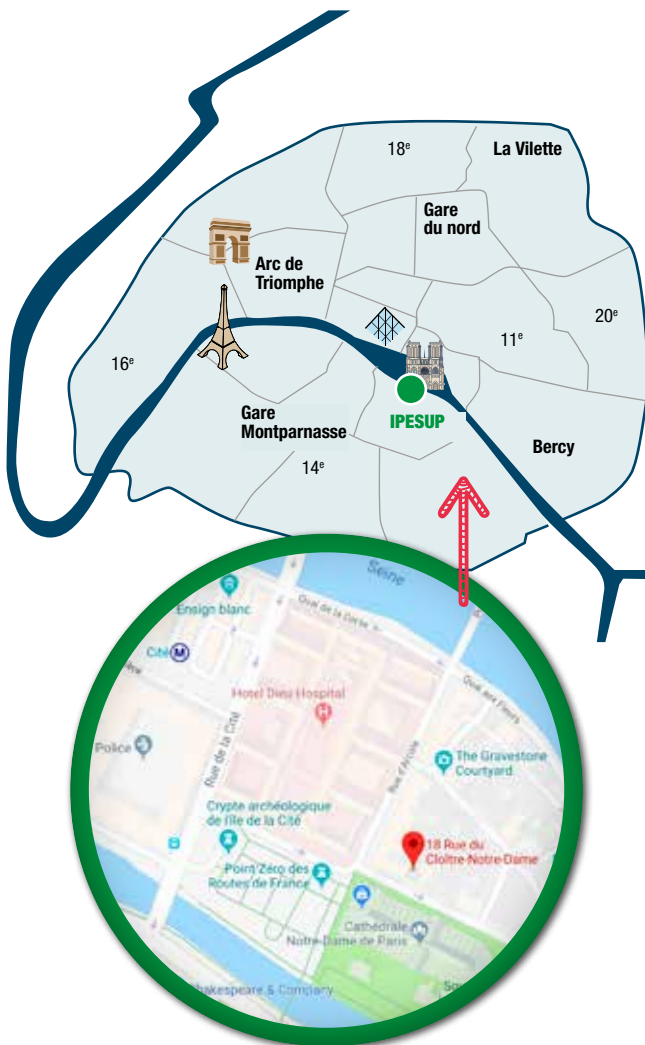 18e
La Vilette
Gare
du nord
Arc de
Triomphe
20e
11e
16e
IPESUP
Gare
Montparnasse
Bercy
14e
Seine
Ensign blanc
Quai de la Corse
Cité
Quai aux Fleurs
Hotel Dieu Hospital
H
Rue de la Cité
Police
Rue d'Arcole
The Gravestone
Courtyard
Crypte archéologique
de l'île de la Cité
18 Rue du
Cloître-Notre-Dame
Point Zéro des
Routes de France
Cathédrale
Notre-Dame de Paris
Shakespeare & Company